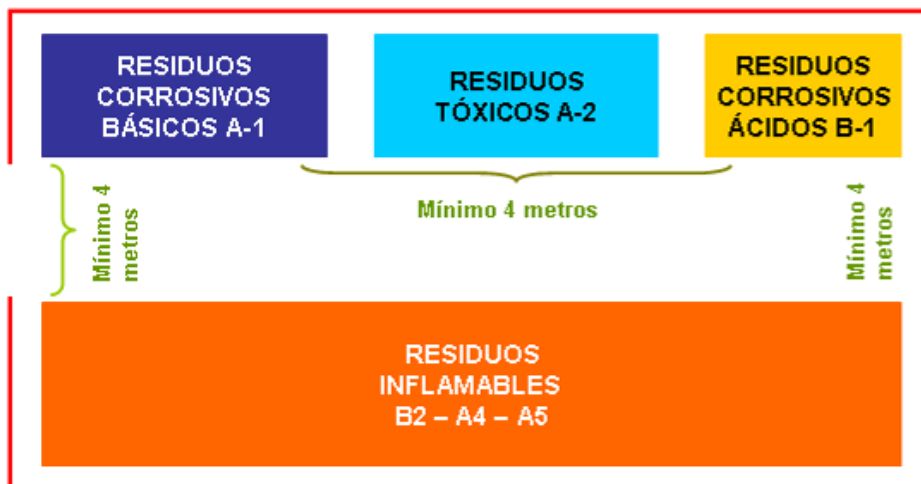 RESIDUOS
CORROSIVOS
BÁSICOS A-1
RESIDUOS
TÓXICOS A-2
RESIDUOS
CORROSIVOS
ÁCIDOS B-1
Mínimo 4
metros
Mínimo 4 metros
Mínimo 4
metros
RESIDUOS
INFLAMABLES
B2 – A4 – A5